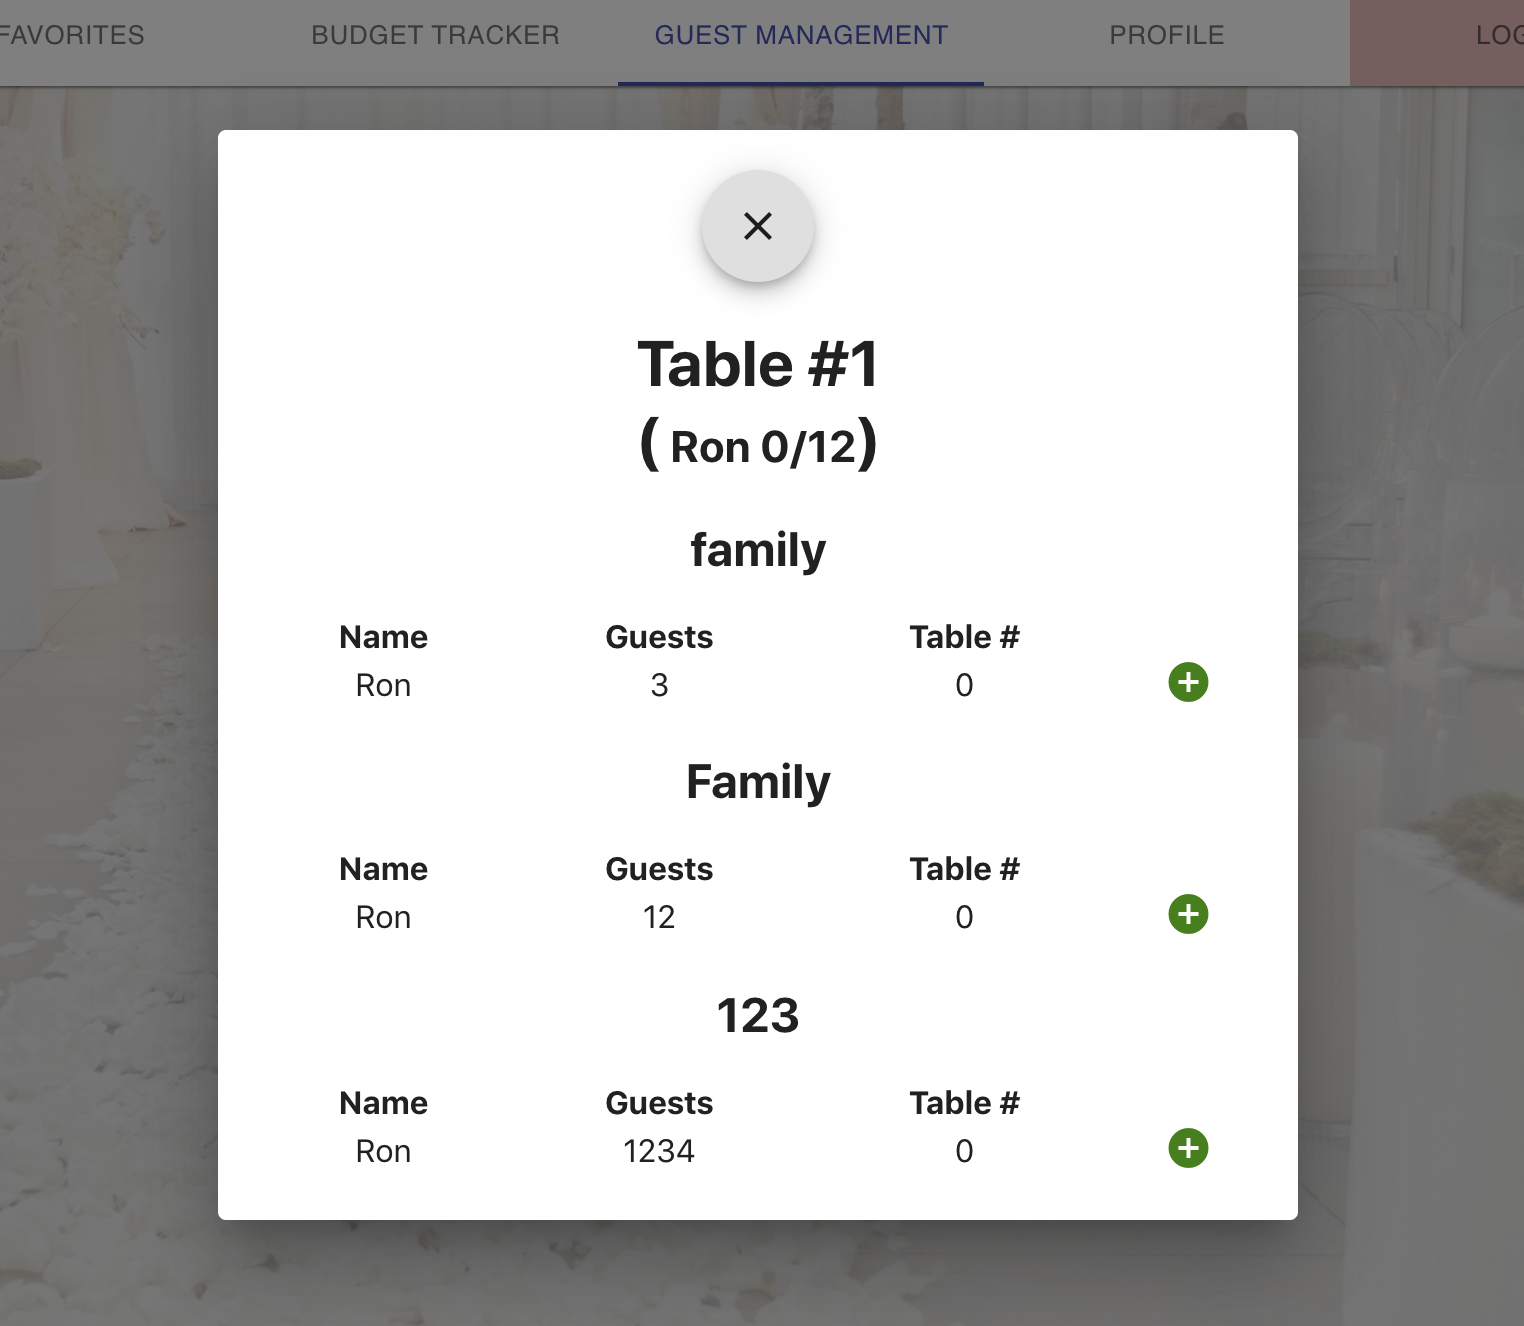 FAVORITES BUDGET TRACKER GUEST MANAGEMENT PROFILE
Table #1
( Ron 0/12)
family
Name Guests Table #
Ron 3 0
Family
Name Guests Table #
Ron 12 0
123
Name Guests Table #
Ron 1234 0